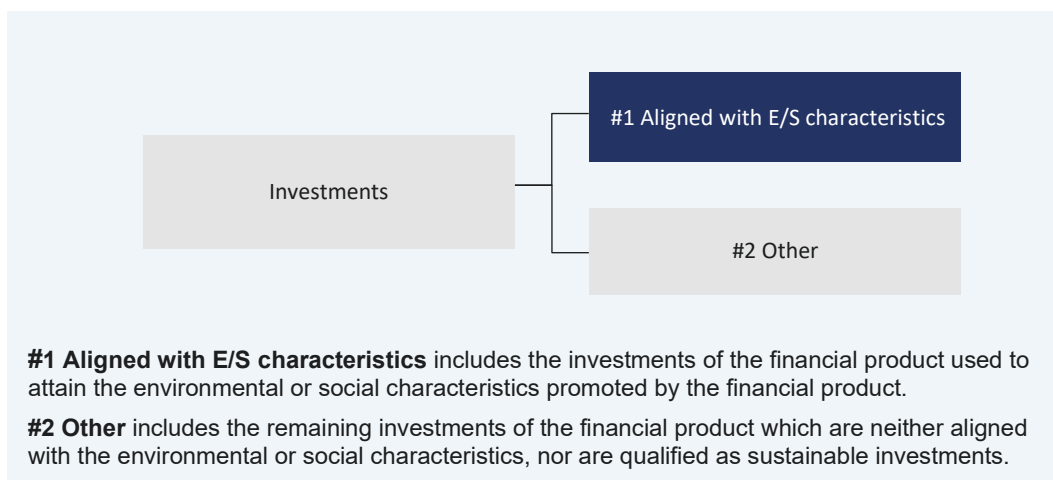 #1 Aligned with E/S characteristics
Investments
#2 Other
#1 Aligned with E/S characteristics includes the investments of the financial product used to
attain the environmental or social characteristics promoted by the financial product.
#2 Other includes the remaining investments of the financial product which are neither aligned
with the environmental or social characteristics, nor are qualified as sustainable investments.